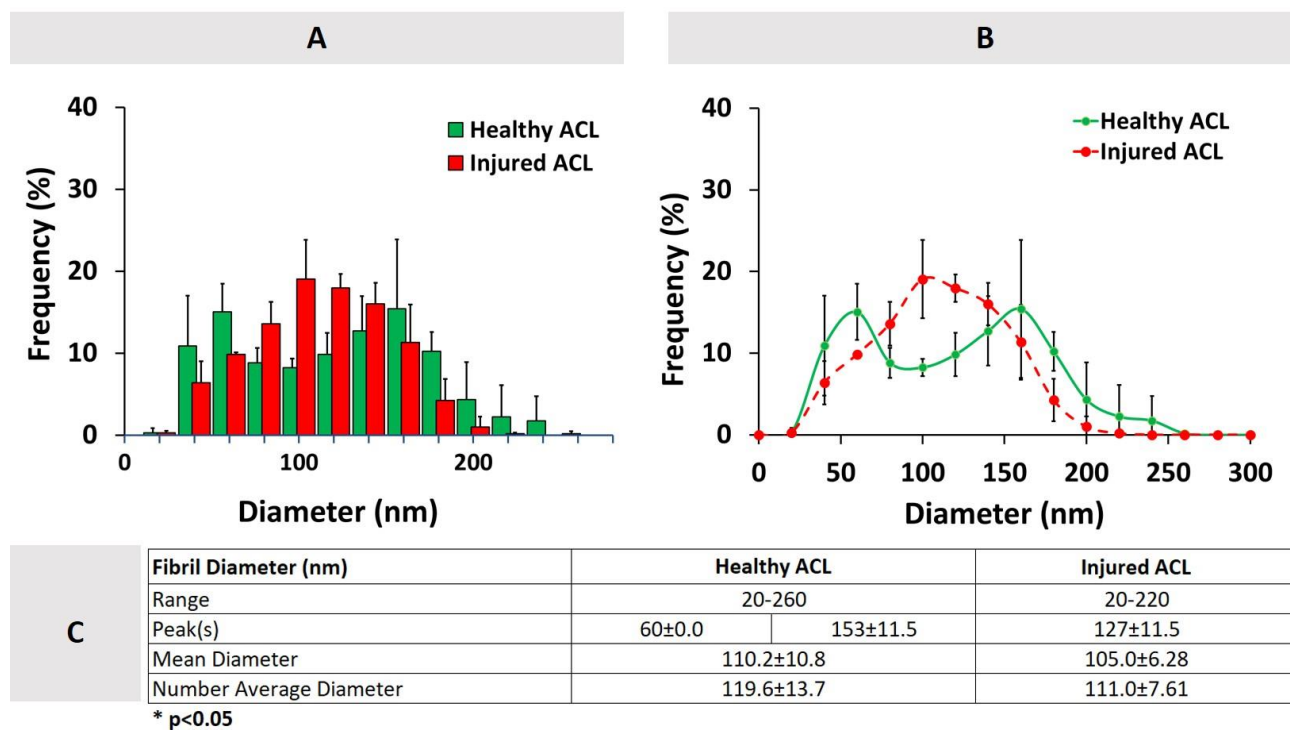 A
B
40
30
20
10
0
Frequency (%)
Healthy ACL
Injured ACL
0 100 200
Diameter (nm)
40
30
20
10
0
Frequency (%)
Healthy ACL
Injured ACL
0 50 100 150 200 250 300
Diameter (nm)
C
Fibril Diameter (nm) Healthy ACL Injured ACL
Range 20-260 20-220
Peak(s) 60±0.0 153±11.5 127±11.5
Mean Diameter 110.2±10.8 105.0±6.28
Number Average Diameter 119.6±13.7 111.0±7.61
* p<0.05